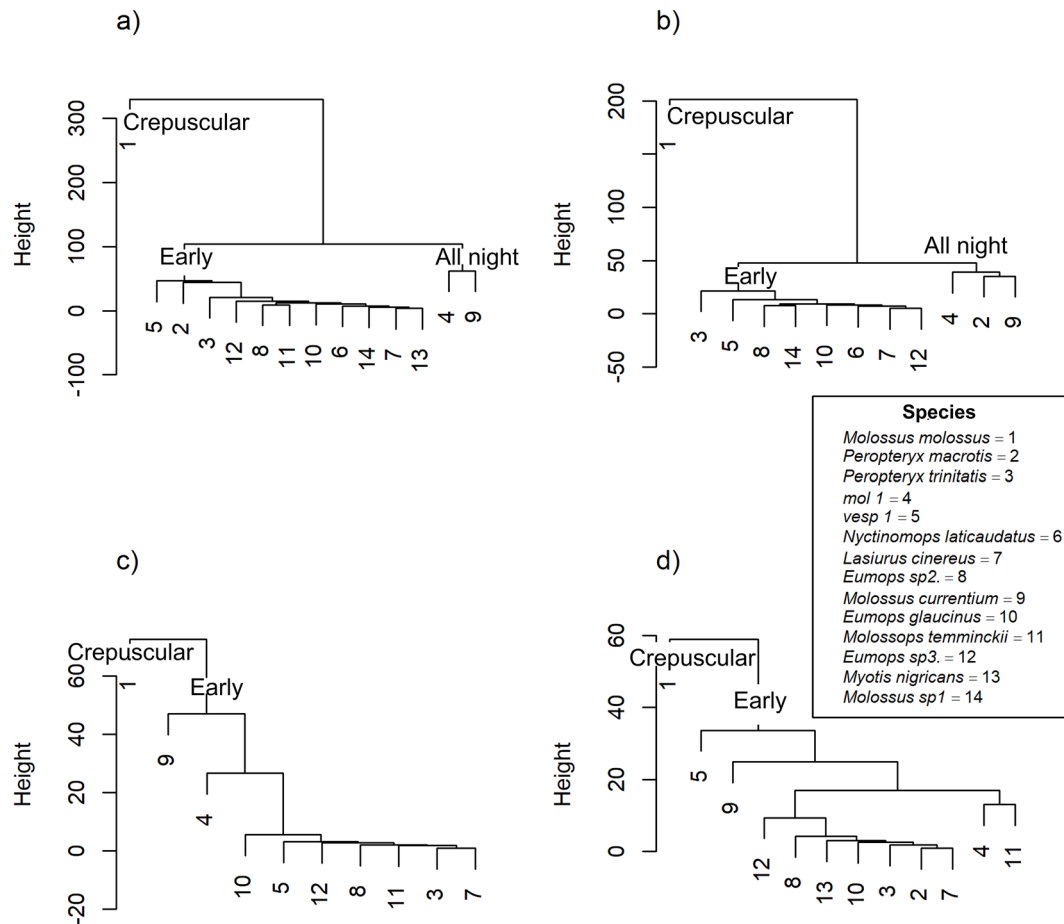 a)
Height
300
200
100
0
-100
Crepuscular
1
Early
All night
5 2 3 12 8 11 10 6 14 7 13 4 9
b)
Height
200
100
50
0
-50
Crepuscular
1
All night
Early
3 5 8 14 10 6 7 12 4 2 9
Species
Molossus molossus = 1
Peropteryx macrotis = 2
Peropteryx trinitatis = 3
mol 1 = 4
vesp 1 = 5
Nyctinomops laticaudatus = 6
Lasiurus cinereus = 7
Eumops sp2. = 8
Molossus currentium = 9
Eumops glaucinus = 10
Molossops temminckii = 11
Eumops sp3. = 12
Myotis nigricans = 13
Molossus sp1 = 14
c)
Height
60
40
20
0
-20
Crepuscular
1
Early
9
4
10 5 12 8 11 3 7
d)
Height
60
40
20
0
Crepuscular
1
Early
5
9
12 8 13 10 3 2 7 4 11